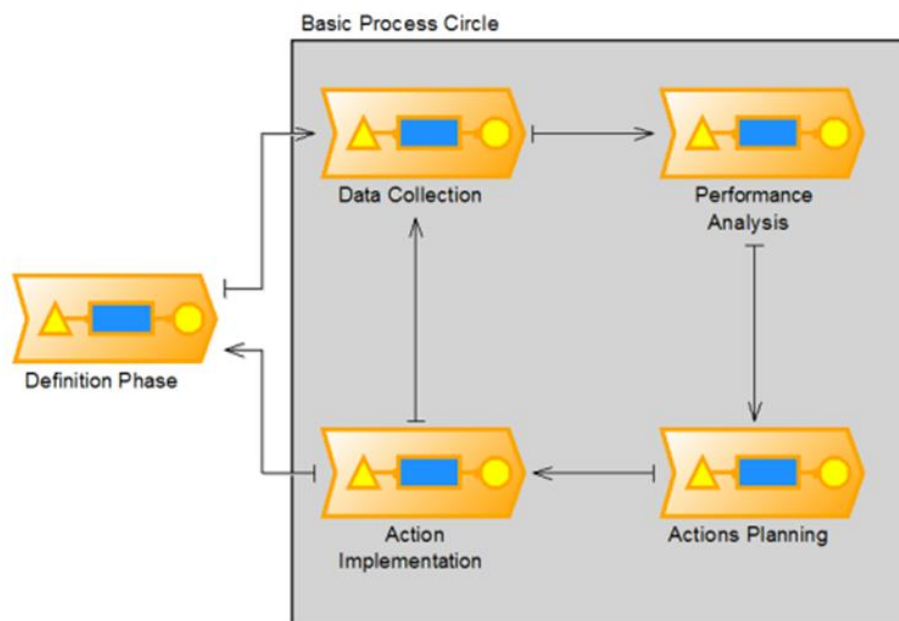 Basic Process Circle
Data Collection
Performance
Analysis
Definition Phase
Action
Implementation
Actions Planning